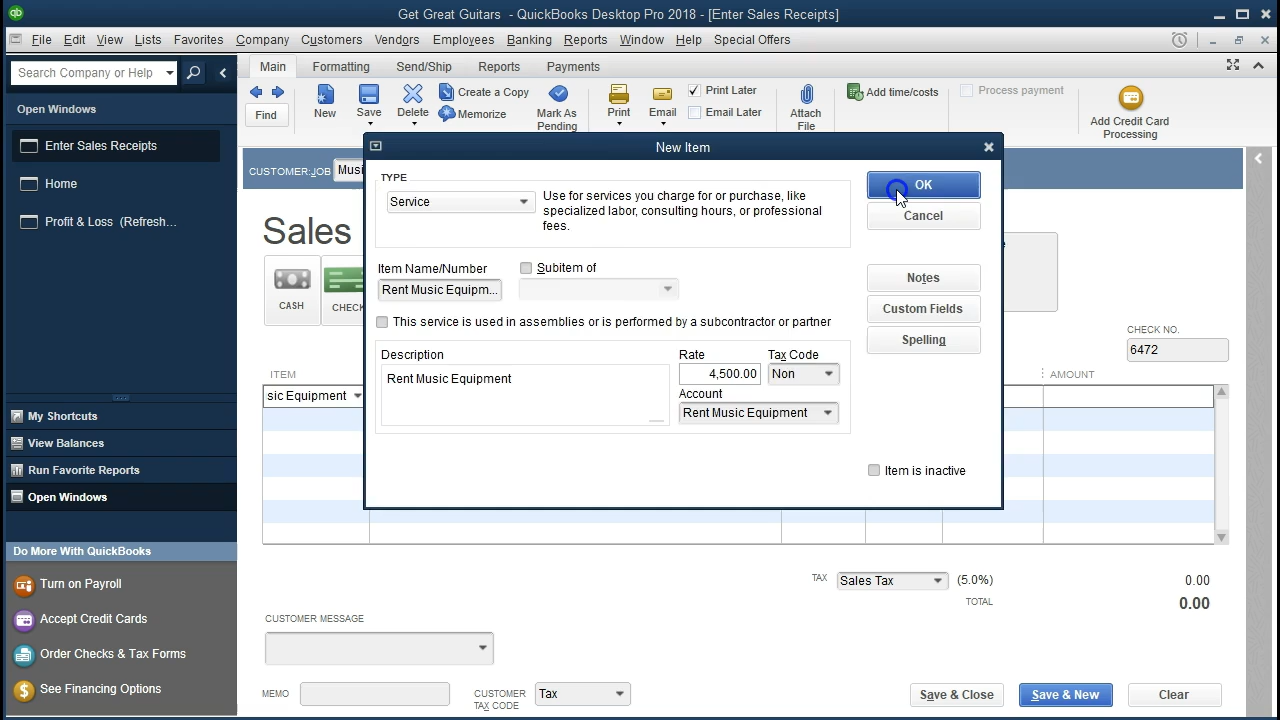 Get Great Guitars - QuickBooks Desktop Pro 2018 - [Enter Sales Receipts]
File Edit View Lists Favorites Company Customers Vendors Employees Banking Reports Window Help Special Offers
Search Company or Help
Main Formatting Send/Ship Reports Payments
Find
New
Save
Delete
Create a Copy
Memorize
Mark As
Pending
Print
Email
Print Later
Email Later
Attach
File
Add time/costs
Process payment
Add Credit Card
Processing
Open Windows
Enter Sales Receipts
Home
Profit & Loss (Refresh...
My Shortcuts
View Balances
Run Favorite Reports
Open Windows
Do More With QuickBooks
Turn on Payroll
Accept Credit Cards
Order Checks & Tax Forms
See Financing Options
CUSTOMER:JOB Musi
Sales
CASH
CHECK
CHECK NO.
6472
ITEM
AMOUNT
sic Equipment
New Item
TYPE
Service
Use for services you charge for or purchase, like
specialized labor, consulting hours, or professional
fees.
OK
Cancel
Item Name/Number
Subitem of
Rent Music Equipm...
Notes
Custom Fields
Spelling
This service is used in assemblies or is performed by a subcontractor or partner
Description
Rent Music Equipment
Rate
4,500.00
Tax Code
Non
Account
Rent Music Equipment
Item is inactive
TAX Sales Tax (5.0%) 0.00
TOTAL 0.00
CUSTOMER MESSAGE
MEMO
CUSTOMER
TAX CODE
Tax
Save & Close
Save & New
Clear